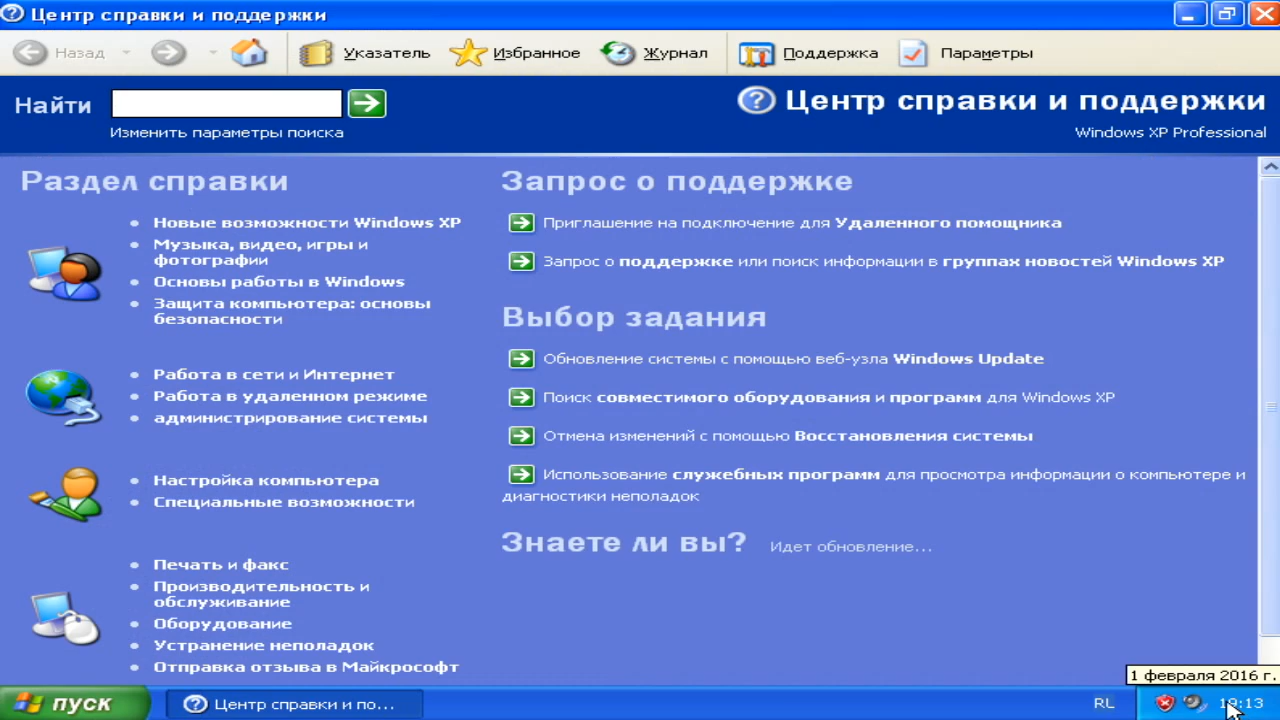 Центр справки и поддержки
Назад
Указатель
Избранное
Журнал
Поддержка
Параметры
Найти
Изменить параметры поиска
Центр справки и поддержки
Windows XP Professional
Раздел справки
Новые возможности Windows XP
Музыка, видео, игры и
фотографии
Основы работы в Windows
Защита компьютера: основы
безопасности
Работа в сети и Интернет
Работа в удаленном режиме
администрирование системы
Настройка компьютера
Специальные возможности
Печать и факс
Производительность и
обслуживание
Оборудование
Устранение неполадок
Отправка отзыва в Майкрософт
Запрос о поддержке
Приглашение на подключение для Удаленного помощника
Запрос о поддержке или поиск информации в группах новостей Windows XP
Выбор задания
Обновление системы с помощью веб-узла Windows Update
Поиск совместимого оборудования и программ для Windows XP
Отмена изменений с помощью Восстановления системы
Использование служебных программ для просмотра информации о компьютере и
диагностики неполадок
Знаете ли вы?
Идет обновление...
1 февраля 2016 г.
пуск
Центр справки и по...
RL